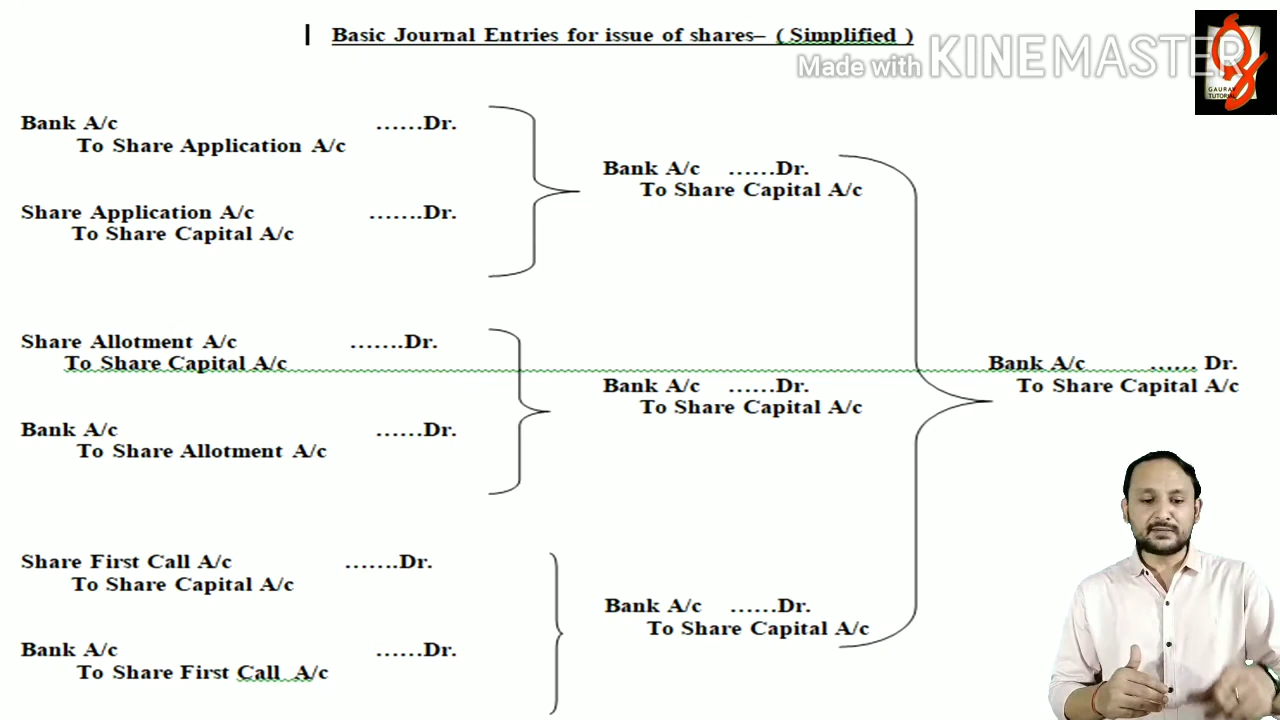 Basic Journal Entries for issue of shares– ( Simplified )
Made with KINEMASTER
GAURAV
TUTORIAL
Bank A/c ......Dr.
To Share Application A/c
Share Application A/c .......Dr.
To Share Capital A/c
Bank A/c ......Dr.
To Share Capital A/c
Share Allotment A/c .......Dr.
To Share Capital A/c
Bank A/c ......Dr.
To Share Allotment A/c
Bank A/c ......Dr.
To Share Capital A/c
Share First Call A/c .......Dr.
To Share Capital A/c
Bank A/c ......Dr.
To Share First Call A/c
Bank A/c ......Dr.
To Share Capital A/c
Bank A/c ...... Dr.
To Share Capital A/c